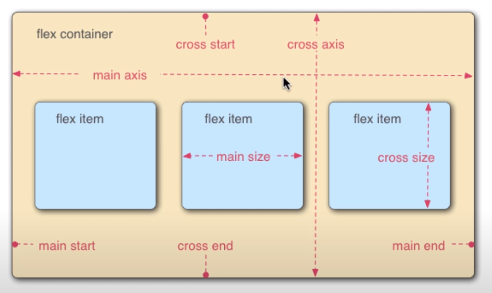 flex container
cross start
cross axis
main axis
flex item
flex item
flex item
main size
cross size
main start
cross end
main end